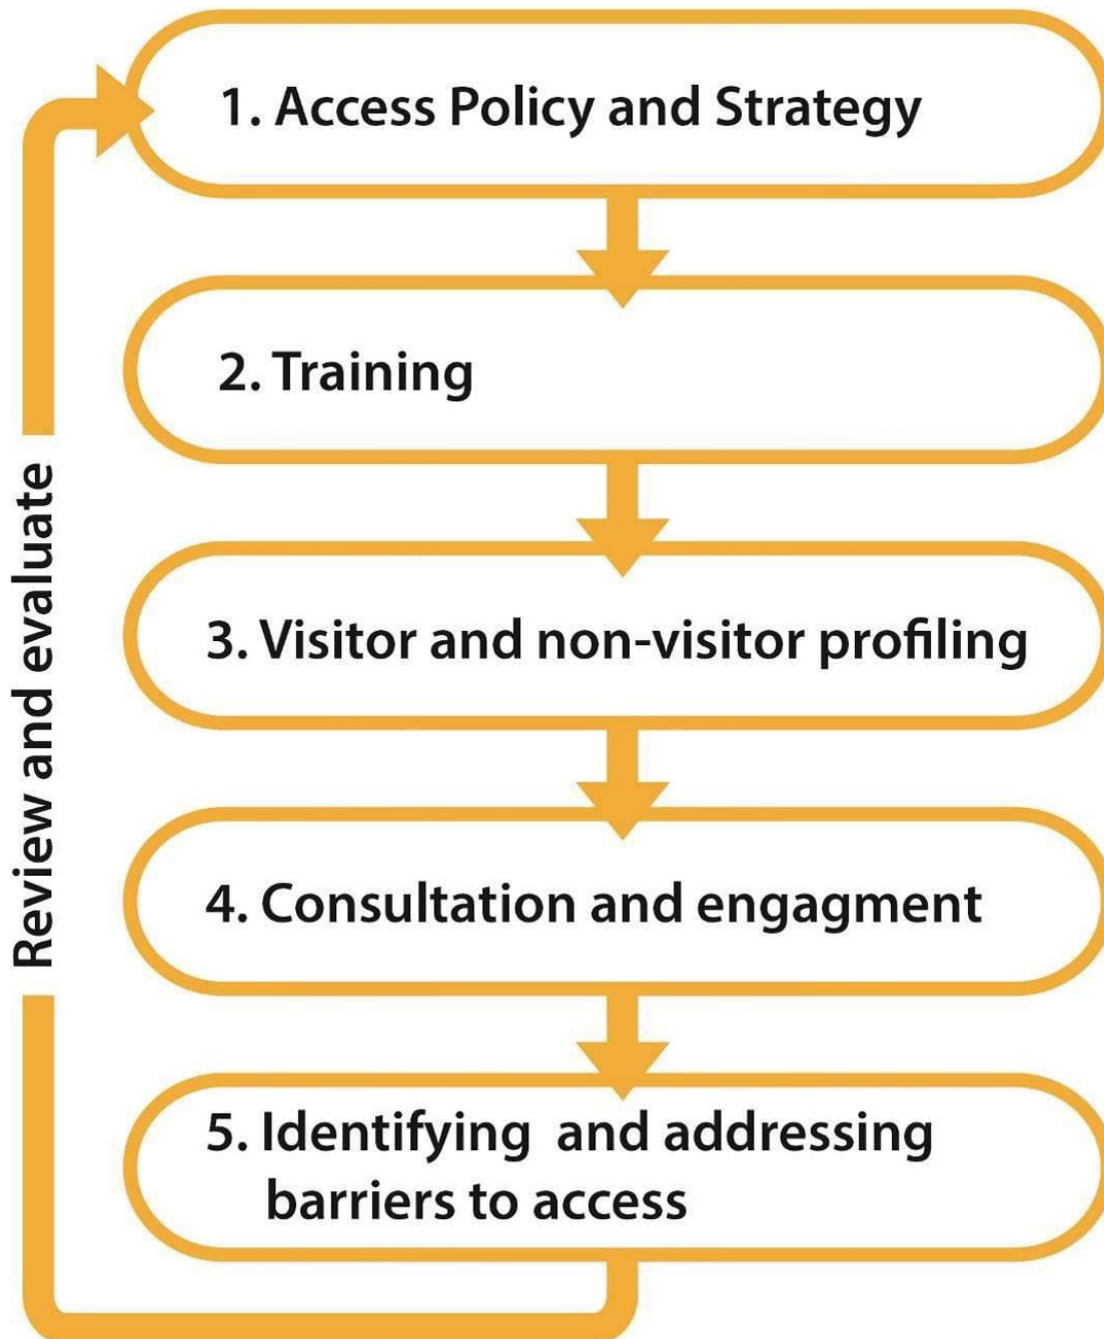 1. Access Policy and Strategy
2. Training
3. Visitor and non-visitor profiling
4. Consultation and engagment
5. Identifying and addressing
barriers to access
Review and evaluate